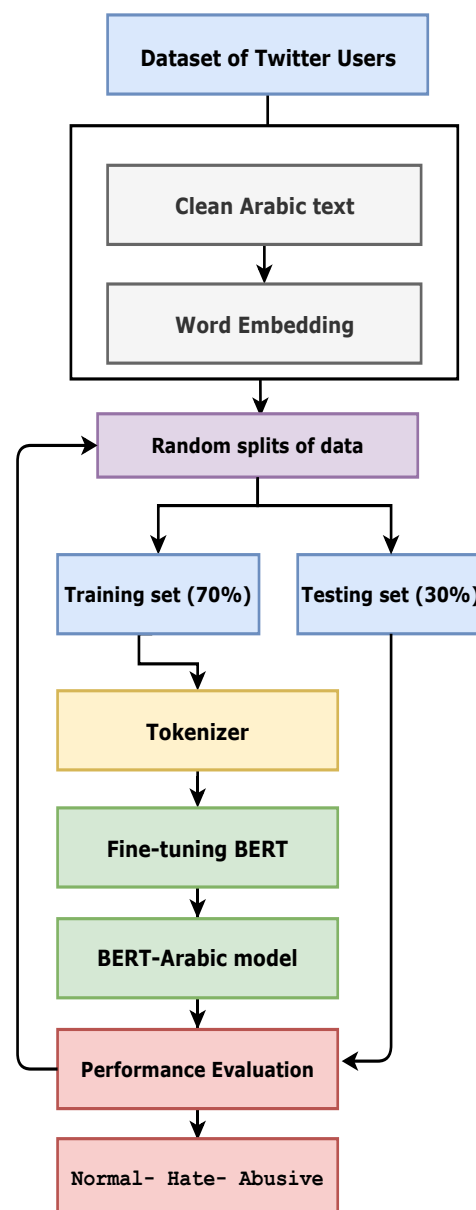 Dataset of Twitter Users
Clean Arabic text
Word Embedding
Random splits of data
Training set (70%)
Testing set (30%)
Tokenizer
Fine-tuning BERT
BERT-Arabic model
Performance Evaluation
Normal- Hate- Abusive